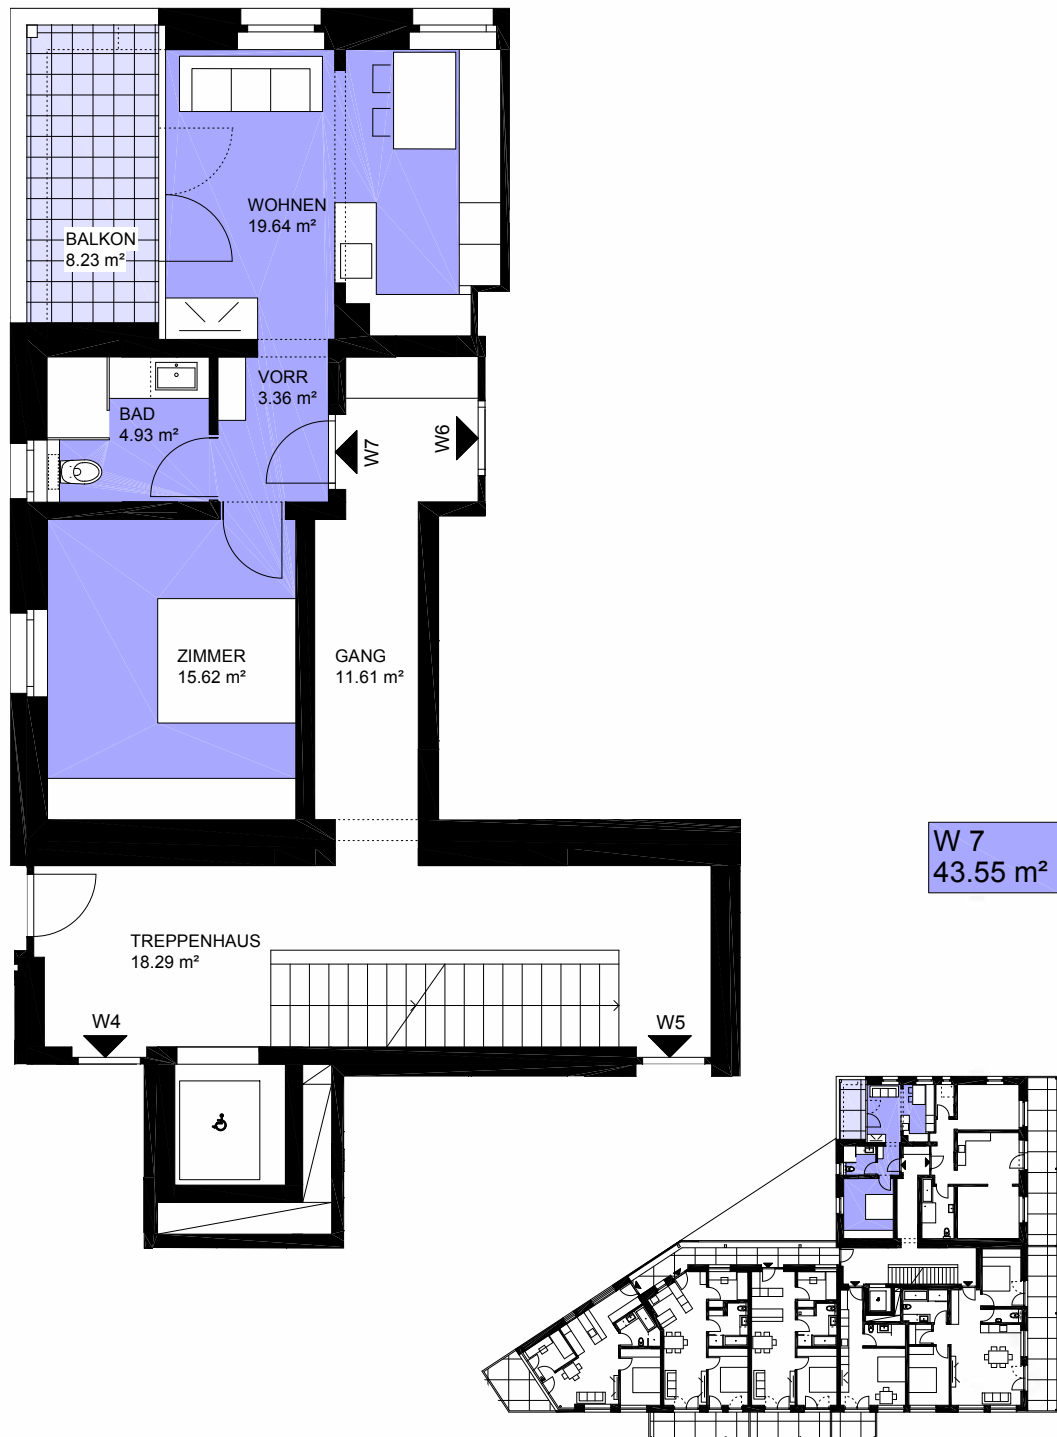 WOHNEN
19.64 m²
BALKON
8.23 m²
VORR
3.36 m²
BAD
4.93 m²
W7
W6
ZIMMER
15.62 m²
GANG
11.61 m²
W 7
43.55 m²
TREPPENHAUS
18.29 m²
W4
W5